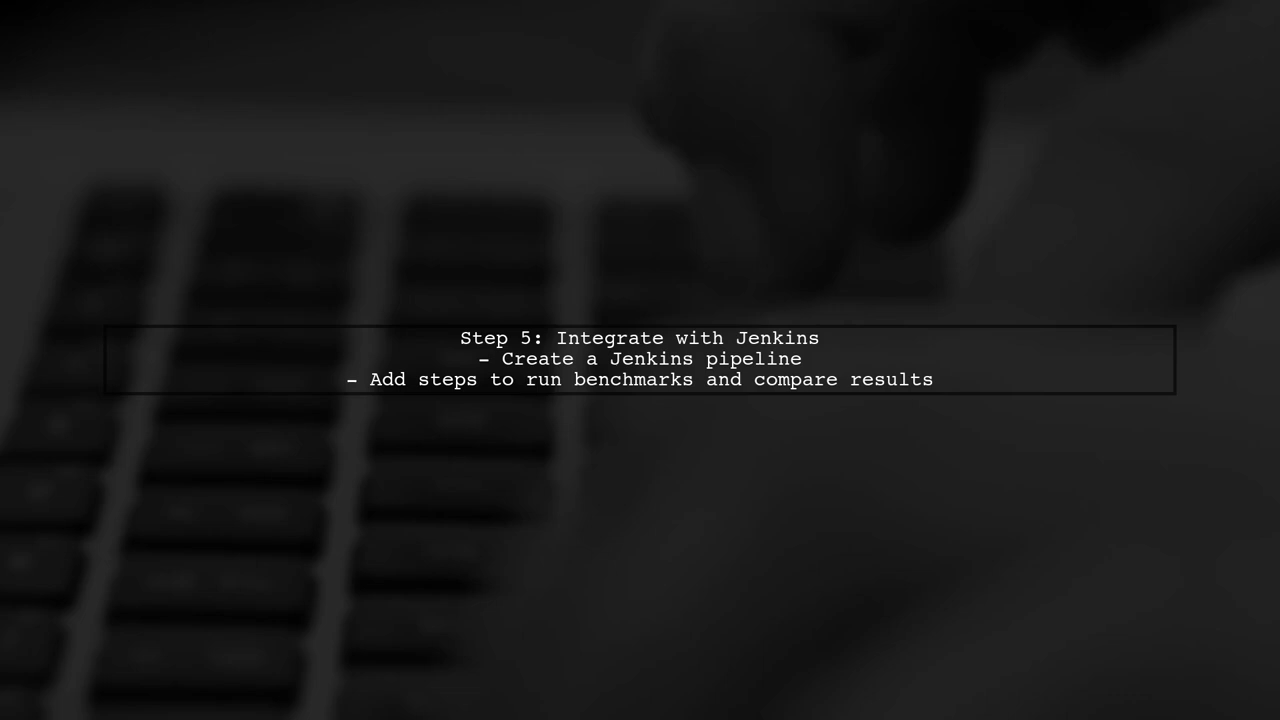 Step 5: Integrate with Jenkins
– Create a Jenkins pipeline
– Add steps to run benchmarks and compare results